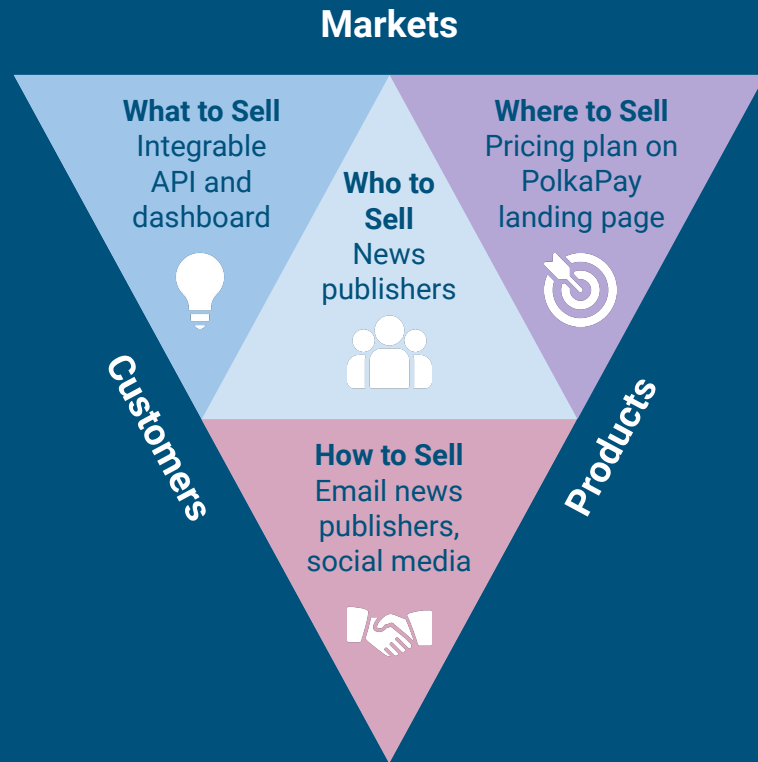 Markets
What to Sell
Integrable
API and
dashboard
Who to
Sell
News
publishers
Where to Sell
Pricing plan on
PolkaPay
landing page
Customers
Products
How to Sell
Email news
publishers,
social media